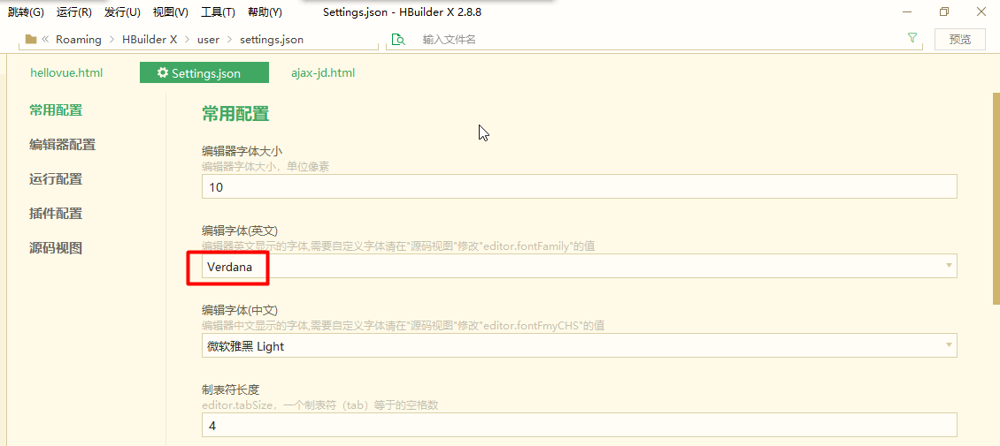 跳转(G) 运行(R) 发行(U) 视图(V) 工具(T) 帮助(Y) Settings.json - HBuilder X 2.8.8
Roaming HBuilder X user settings.json 输入文件名 预览
hellovue.html Settings.json ajax-jd.html
常用配置
编辑器配置
运行配置
插件配置
源码视图
常用配置
编辑器字体大小
编辑器字体大小，单位像素
10
编辑字体(英文)
编辑器英文显示的字体,需要自定义字体请在"源码视图"修改"editor.fontFamily"的值
Verdana
编辑字体(中文)
编辑器中文显示的字体,需要自定义字体请在"源码视图"修改"editor.fontFmyCHS"的值
微软雅黑 Light
制表符长度
editor.tabSize，一个制表符（tab）等于的空格数
4